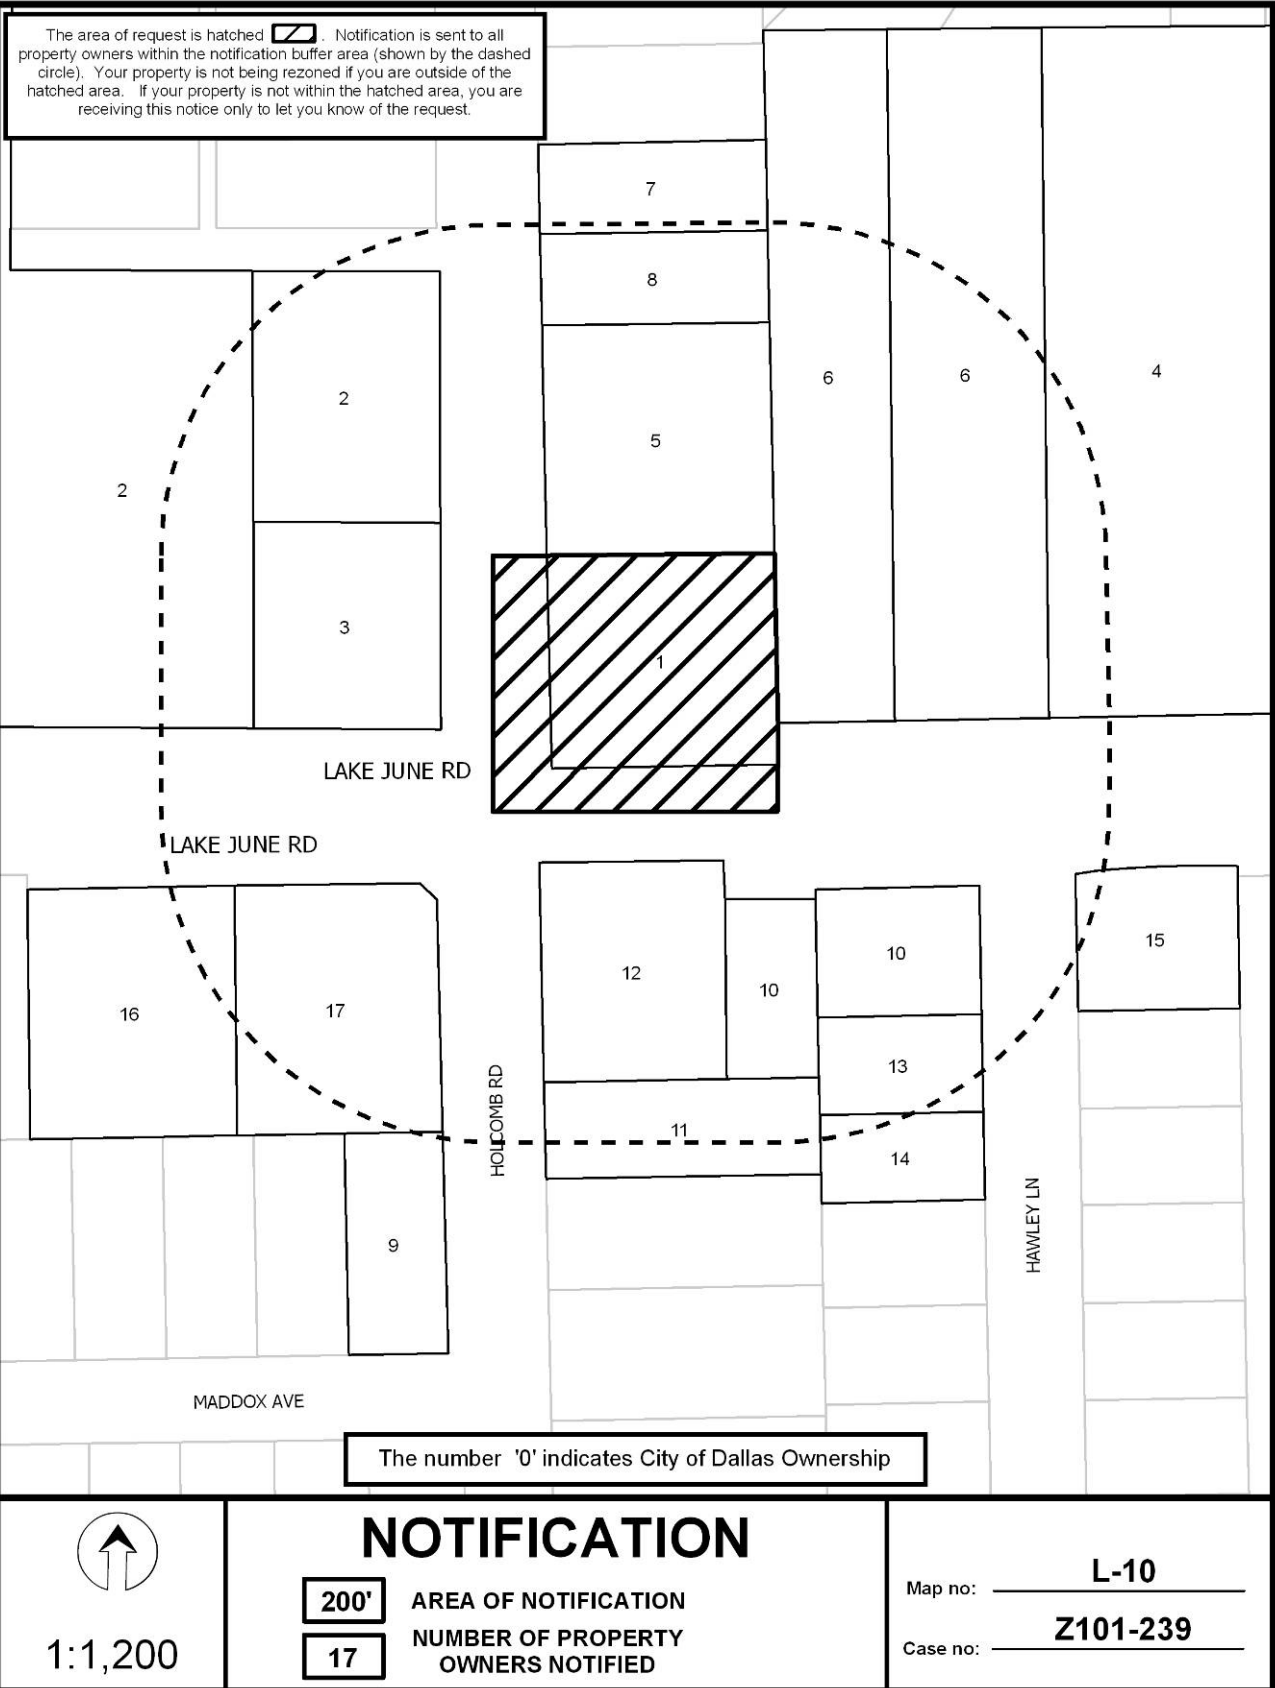 The area of request is hatched . Notification is sent to all
property owners within the notification buffer area (shown by the dashed
circle). Your property is not being rezoned if you are outside of the
hatched area. If your property is not within the hatched area, you are
receiving this notice only to let you know of the request.
7
8
2
6
6
4
5
2
3
1
LAKE JUNE RD
LAKE JUNE RD
12
10
10
15
16
17
13
11
14
HOLCOMB RD
HAWLEY LN
9
MADDOX AVE
The number '0' indicates City of Dallas Ownership
1:1,200
NOTIFICATION
200' AREA OF NOTIFICATION
17 NUMBER OF PROPERTY
OWNERS NOTIFIED
Map no: L-10
Case no: Z101-239